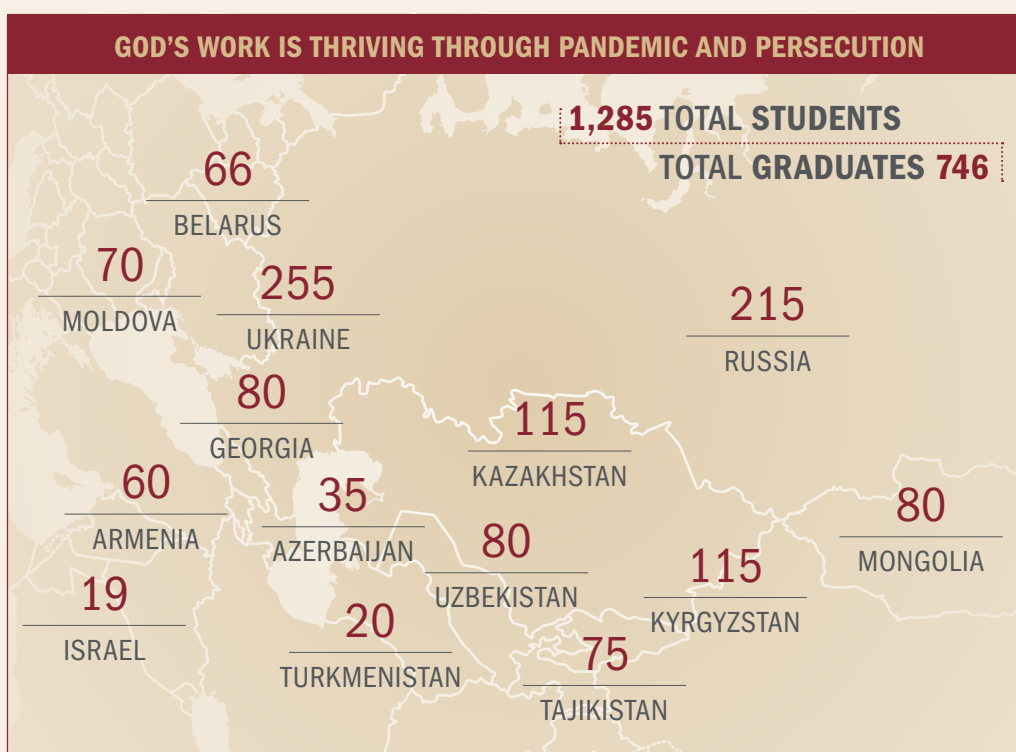 GOD'S WORK IS THRIVING THROUGH PANDEMIC AND PERSECUTION
1,285 TOTAL STUDENTS
TOTAL GRADUATES 746
66
BELARUS
70
MOLDOVA
255
UKRAINE
215
RUSSIA
80
GEORGIA
115
KAZAKHSTAN
60
ARMENIA
35
AZERBAIJAN
80
UZBEKISTAN
80
MONGOLIA
115
KYRGYZSTAN
19
ISRAEL
20
TURKMENISTAN
75
TAJIKISTAN